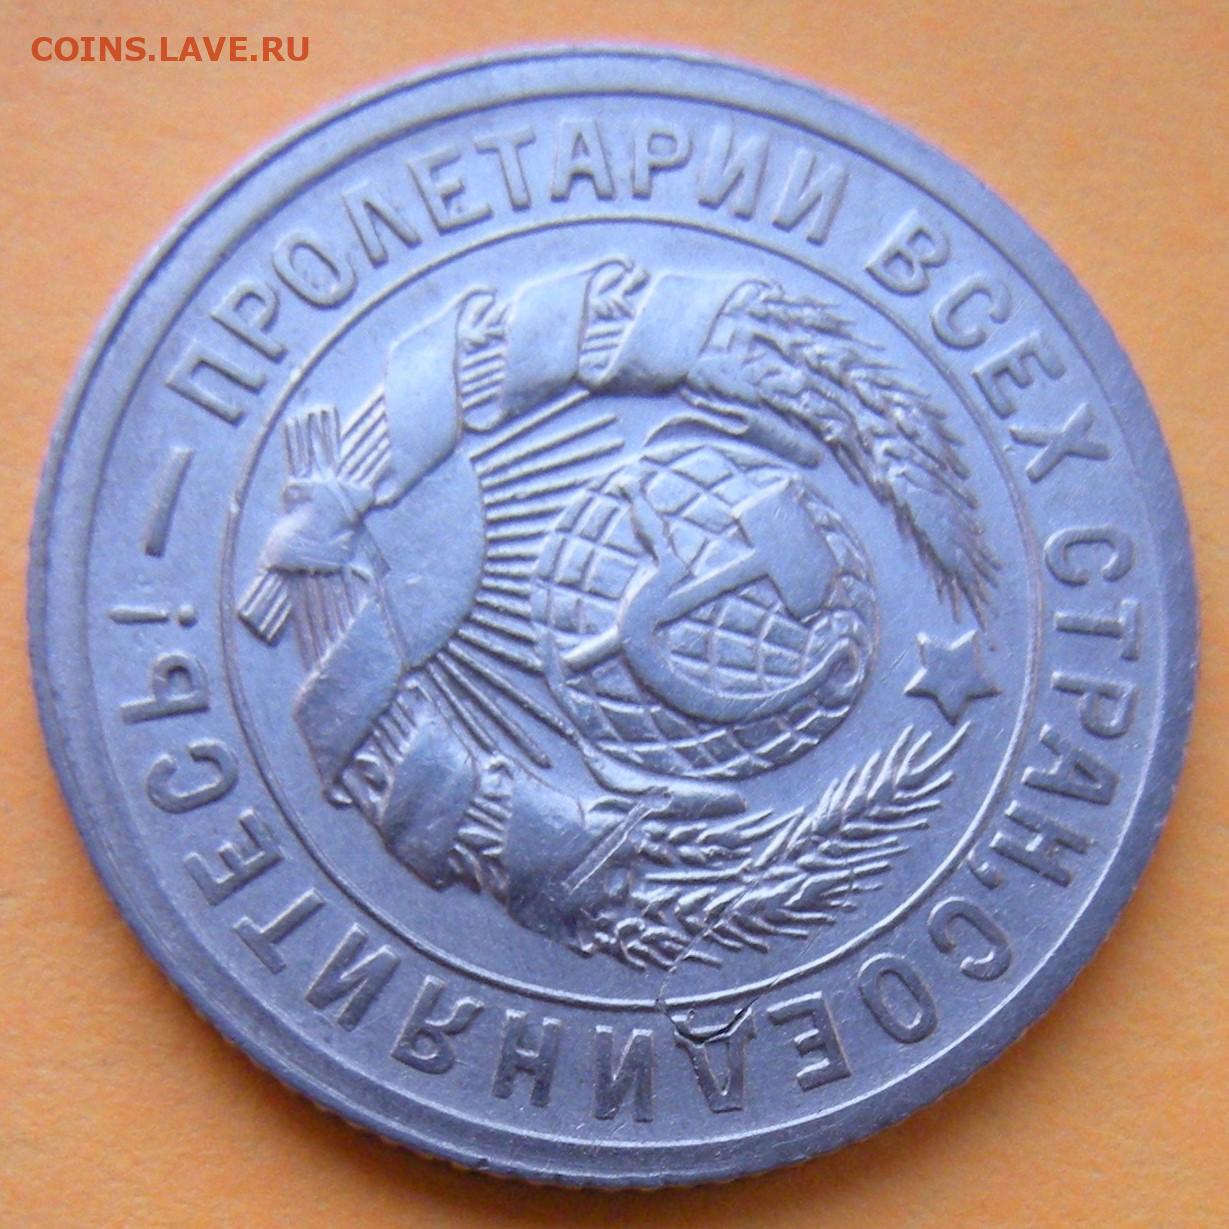 COINS.LAVE.RU
— ПРОЛЕТАРИИ ВСЕХ СТРАН, СОЕДИНЯЙТЕСЬ!